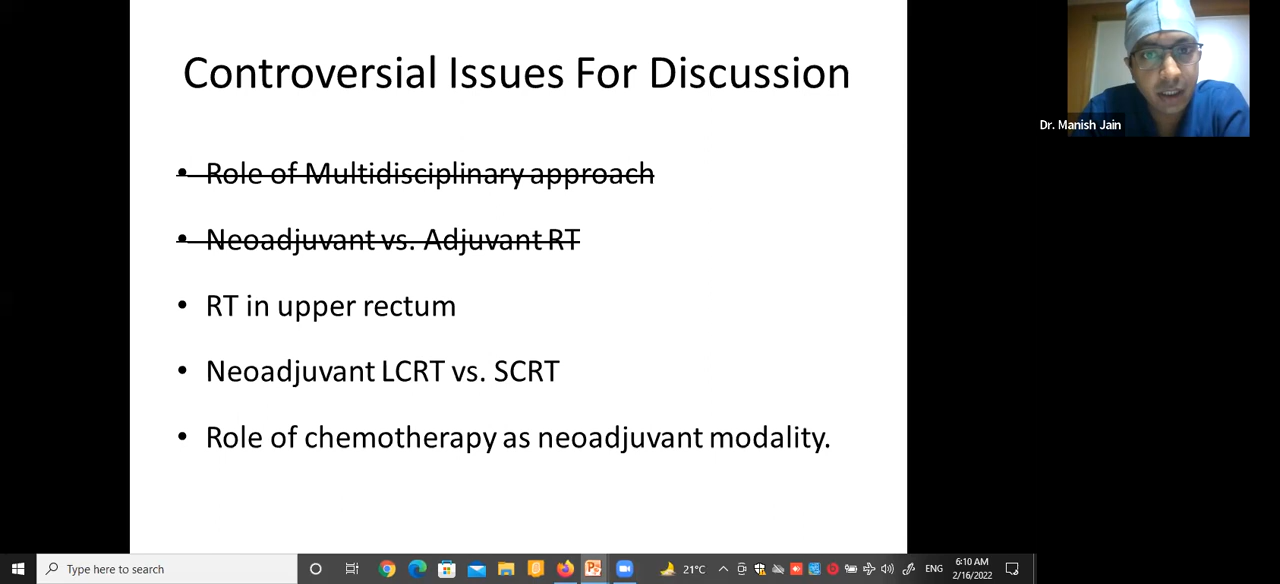 Controversial Issues For Discussion
Dr. Manish Jain
• Role of Multidisciplinary approach
• Neoadjuvant vs. Adjuvant RT
• RT in upper rectum
• Neoadjuvant LCRT vs. SCRT
• Role of chemotherapy as neoadjuvant modality.
Type here to search
21°C
ENG
6:10 AM
2/16/2022